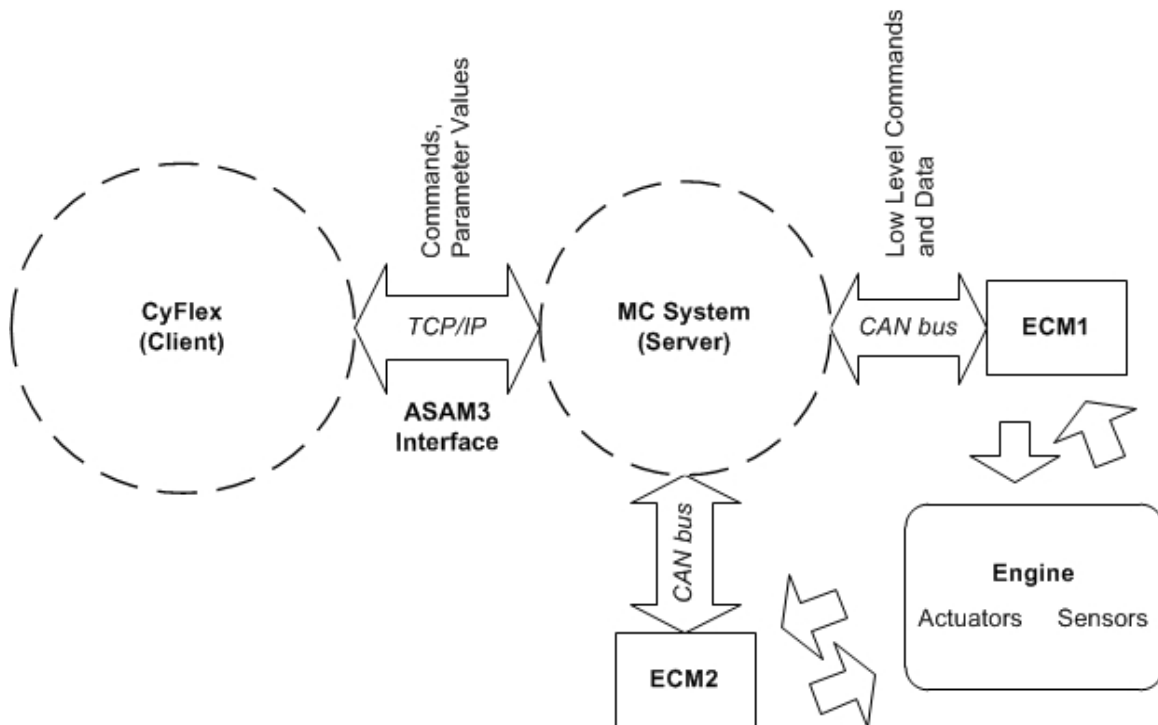 Commands,
Parameter Values
Low Level Commands
and Data
CyFlex
(Client)
TCP/IP
MC System
(Server)
CAN bus
ECM1
ASAM3
Interface
CAN bus
Engine
Actuators Sensors
ECM2